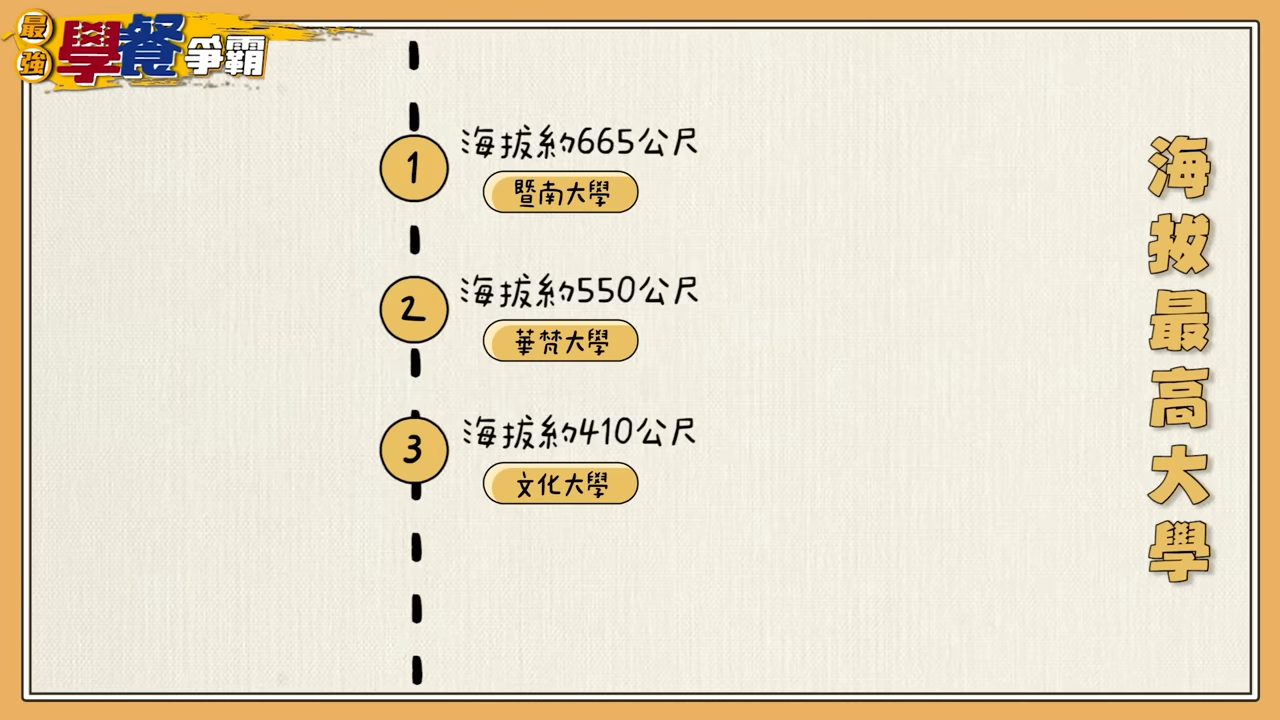 最強
學餐爭霸
1
海拔約665公尺
暨南大學
2
海拔約550公尺
華梵大學
3
海拔約410公尺
文化大學
海拔最高大學